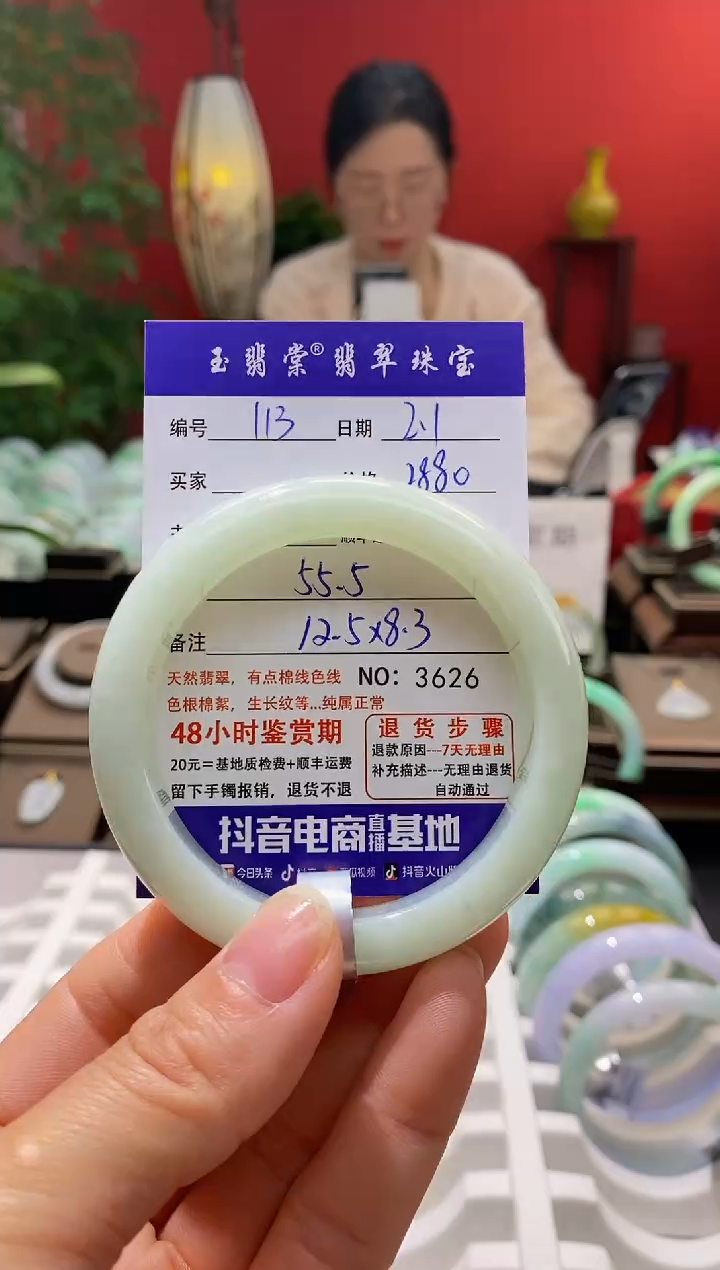 玉翡棠®翡翠珠宝
编号 113 日期 2.1
买家 2880
55.5
备注 12.5x8.3
天然翡翠，有点棉线色线 NO: 3626
色根棉絮，生长纹等...纯属正常
48小时鉴赏期
20元=基地质检费+顺丰运费
留下手镯报销，退货不退
退货步骤
退款原因---7天无理由
补充描述---无理由退货
自动通过
抖音电商直播基地
今日头条 抖音 视频 抖音火山